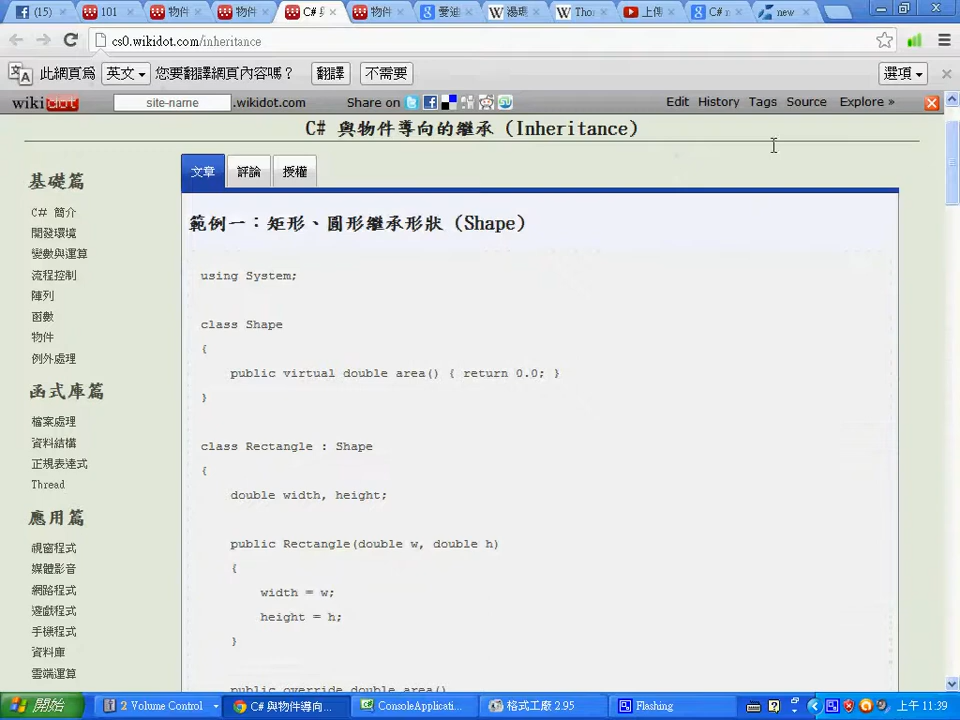 (15)
101
物件
物件
C# 與
物件
愛迪
湯瑪
Tho
上傳
C# r
new
cs0.wikidot.com/inheritance
此網頁為 英文 您要翻譯網頁內容嗎？ 翻譯 不需要 選項
wikidot site-name .wikidot.com Share on Edit History Tags Source Explore »
C# 與物件導向的繼承 (Inheritance)
文章 評論 授權
基礎篇
C# 簡介
開發環境
變數與運算
流程控制
陣列
函數
物件
例外處理
函式庫篇
檔案處理
資料結構
正規表達式
Thread
應用篇
視窗程式
媒體影音
網路程式
遊戲程式
手機程式
資料庫
雲端運算
範例一：矩形、圓形繼承形狀 (Shape)
using System;
class Shape
{
public virtual double area() { return 0.0; }
}
class Rectangle : Shape
{
double width, height;
public Rectangle(double w, double h)
{
width = w;
height = h;
}
public override double area()
開始 2 Volume Control C# 與物件導向... ConsoleApplicati... 格式工廠 2.95 Flashing 上午 11:39